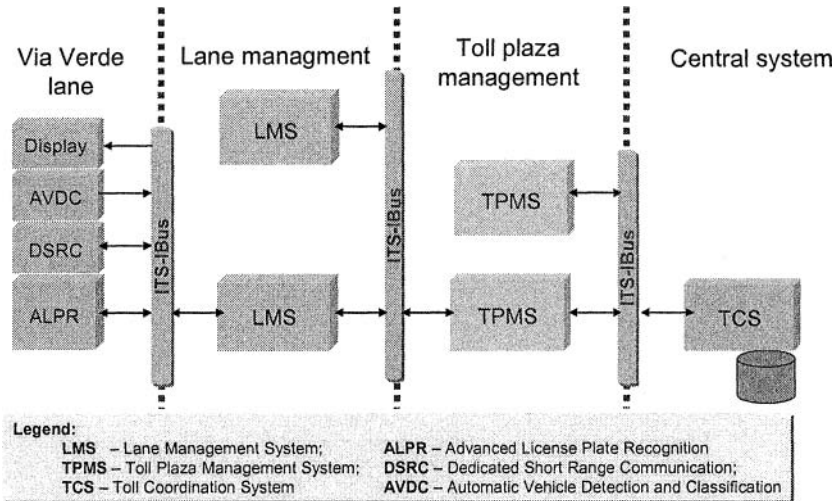 Via Verde
lane
Lane managment
Toll plaza
management
Central system
Display
AVDC
DSRC
ALPR
ITS-IBus
LMS
LMS
ITS-IBus
TPMS
TPMS
ITS-IBus
TCS
Legend:
LMS – Lane Management System;
TPMS – Toll Plaza Management System;
TCS – Toll Coordination System
ALPR – Advanced License Plate Recognition
DSRC – Dedicated Short Range Communication;
AVDC – Automatic Vehicle Detection and Classification